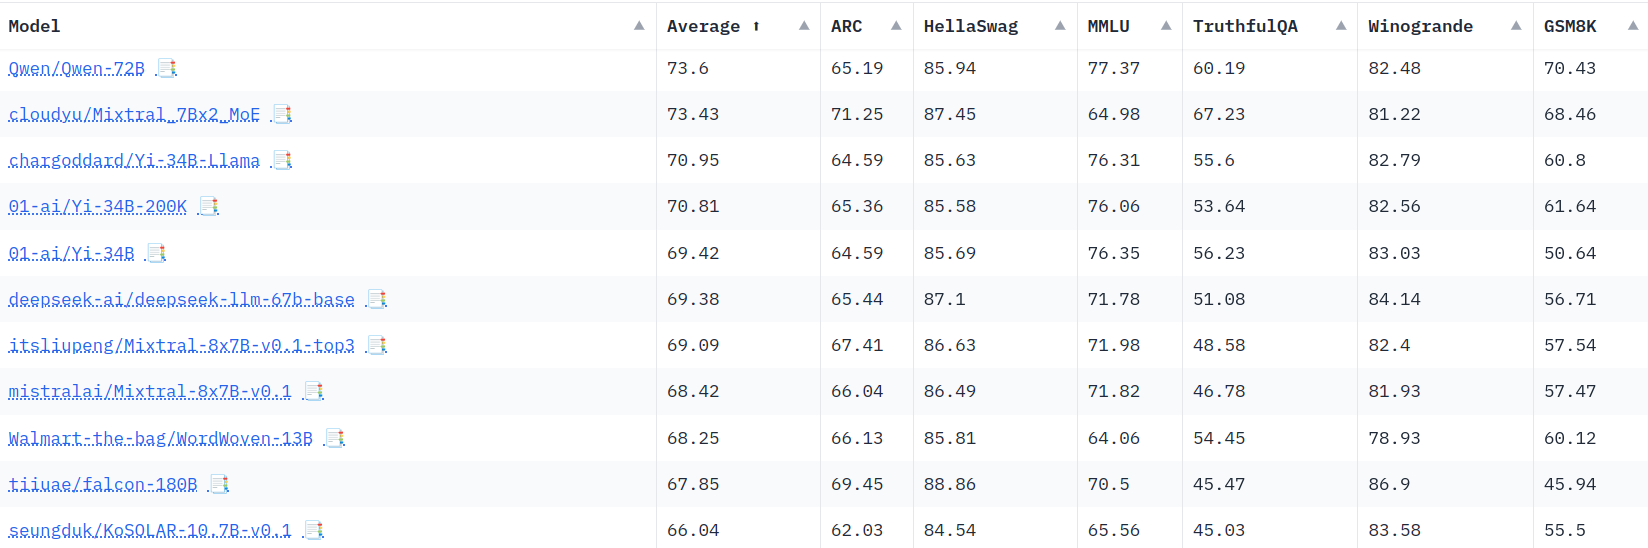 Model Average ⬆ ARC HellaSwag MMLU TruthfulQA Winogrande GSM8K
Qwen/Qwen-72B 73.6 65.19 85.94 77.37 60.19 82.48 70.43
cloudyu/Mixtral_7Bx2_MoE 73.43 71.25 87.45 64.98 67.23 81.22 68.46
chargoddard/Yi-34B-Llama 70.95 64.59 85.63 76.31 55.6 82.79 60.8
01-ai/Yi-34B-200K 70.81 65.36 85.58 76.06 53.64 82.56 61.64
01-ai/Yi-34B 69.42 64.59 85.69 76.35 56.23 83.03 50.64
deepseek-ai/deepseek-llm-67b-base 69.38 65.44 87.1 71.78 51.08 84.14 56.71
itsliupeng/Mixtral-8x7B-v0.1-top3 69.09 67.41 86.63 71.98 48.58 82.4 57.54
mistralai/Mixtral-8x7B-v0.1 68.42 66.04 86.49 71.82 46.78 81.93 57.47
Walmart-the-bag/WordWoven-13B 68.25 66.13 85.81 64.06 54.45 78.93 60.12
tiiuae/falcon-180B 67.85 69.45 88.86 70.5 45.47 86.9 45.94
seungduk/KoSOLAR-10.7B-v0.1 66.04 62.03 84.54 65.56 45.03 83.58 55.5